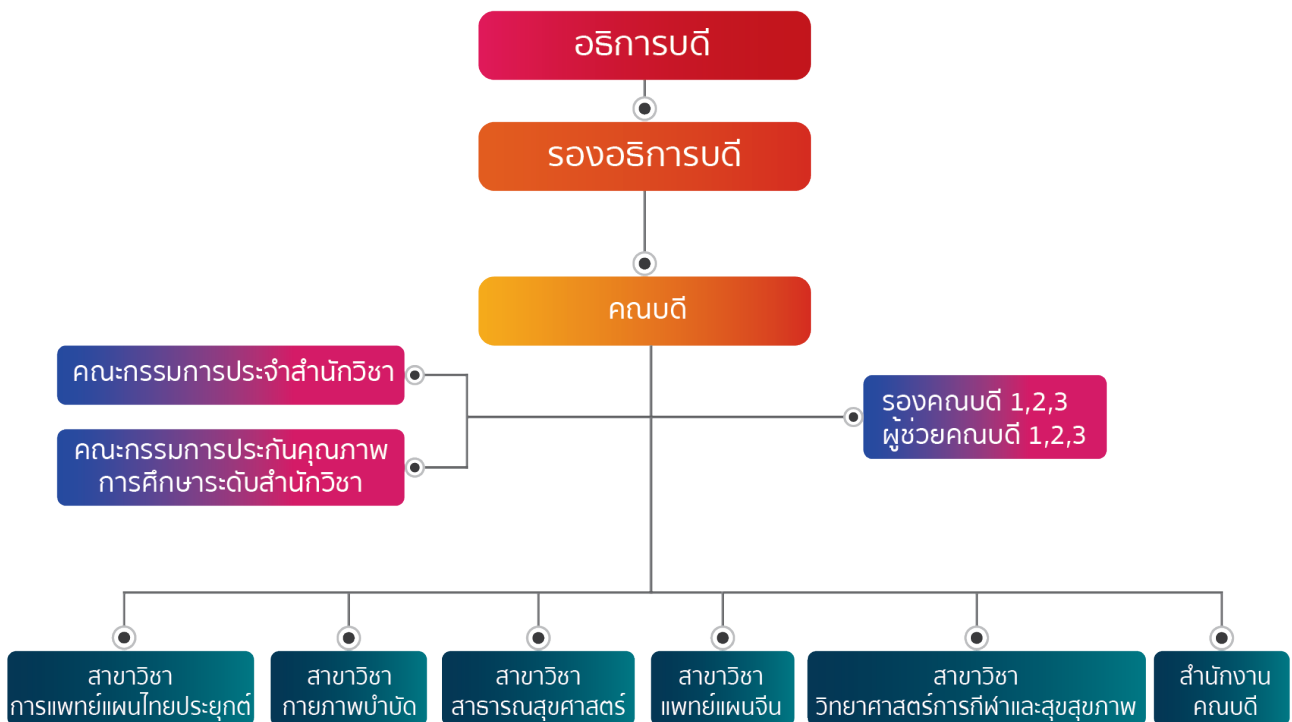 อธิการบดี
รองอธิการบดี
คณบดี
คณะกรรมการประจำสำนักวิชา
คณะกรรมการประกันคุณภาพ
การศึกษาระดับสำนักวิชา
รองคณบดี 1,2,3
ผู้ช่วยคณบดี 1,2,3
สาขาวิชา
การแพทย์แผนไทยประยุกต์
สาขาวิชา
กายภาพบำบัด
สาขาวิชา
สาธารณสุขศาสตร์
สาขาวิชา
แพทย์แผนจีน
สาขาวิชา
วิทยาศาสตร์การกีฬาและสุขสุขภาพ
สำนักงาน
คณบดี